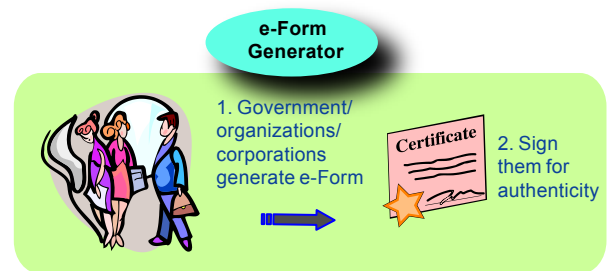 e-Form
Generator
1. Government/
organizations/
corporations
generate e-Form
Certificate
2. Sign
them for
authenticity